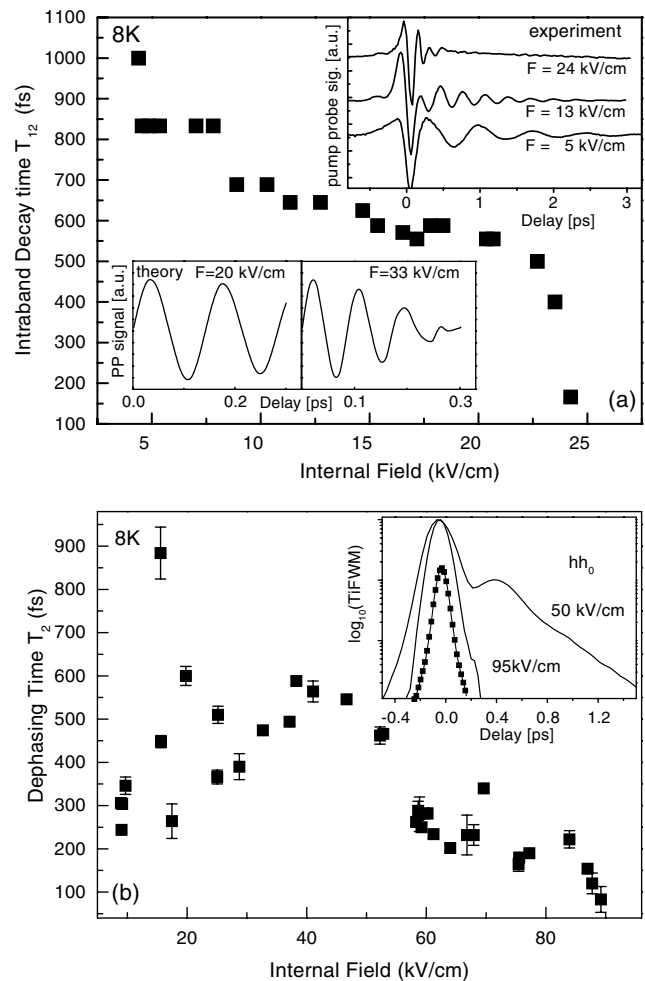 8K
Intraband Decay time T12 (fs)
1000
900
800
700
600
500
400
300
200
100
5
10
15
20
25
Internal Field (kV/cm)
(a)
experiment
pump probe sig. [a.u.]
F = 24 kV/cm
F = 13 kV/cm
F = 5 kV/cm
0
1
2
3
Delay [ps]
theory
F=20 kV/cm
F=33 kV/cm
PP signal [a.u.]
0.0
0.2
Delay [ps]
0.1
0.3
8K
Dephasing Time T2 (fs)
900
800
700
600
500
400
300
200
100
20
40
60
80
Internal Field (kV/cm)
(b)
log10(TiFWM)
hh0
50 kV/cm
95kV/cm
-0.4
0.0
0.4
0.8
1.2
Delay [ps]